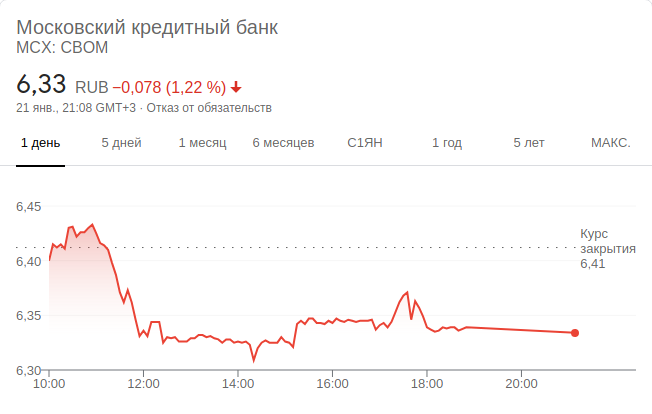 Московский кредитный банк
MCX: CBOM
6,33 RUB −0,078 (1,22 %)
21 янв., 21:08 GMT+3 · Отказ от обязательств
1 день 5 дней 1 месяц 6 месяцев С1ЯН 1 год 5 лет МАКС.
6,45
Курс
закрытия
6,41
6,40
6,35
6,30
10:00 12:00 14:00 16:00 18:00 20:00